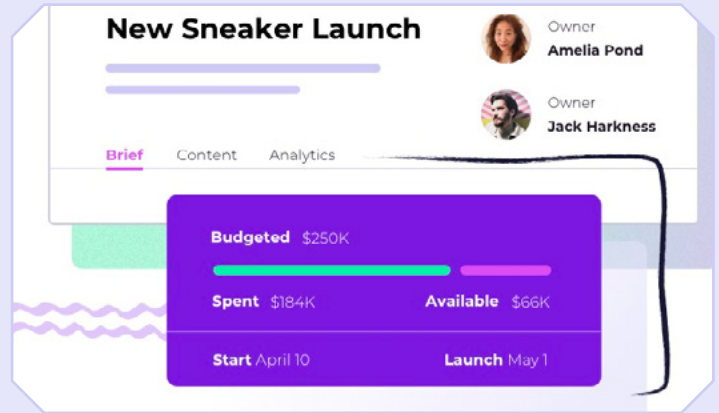 New Sneaker Launch
Owner
Amelia Pond
Owner
Jack Harkness
Brief Content Analytics
Budgeted $250K
Spent $184K Available $66K
Start April 10 Launch May 1